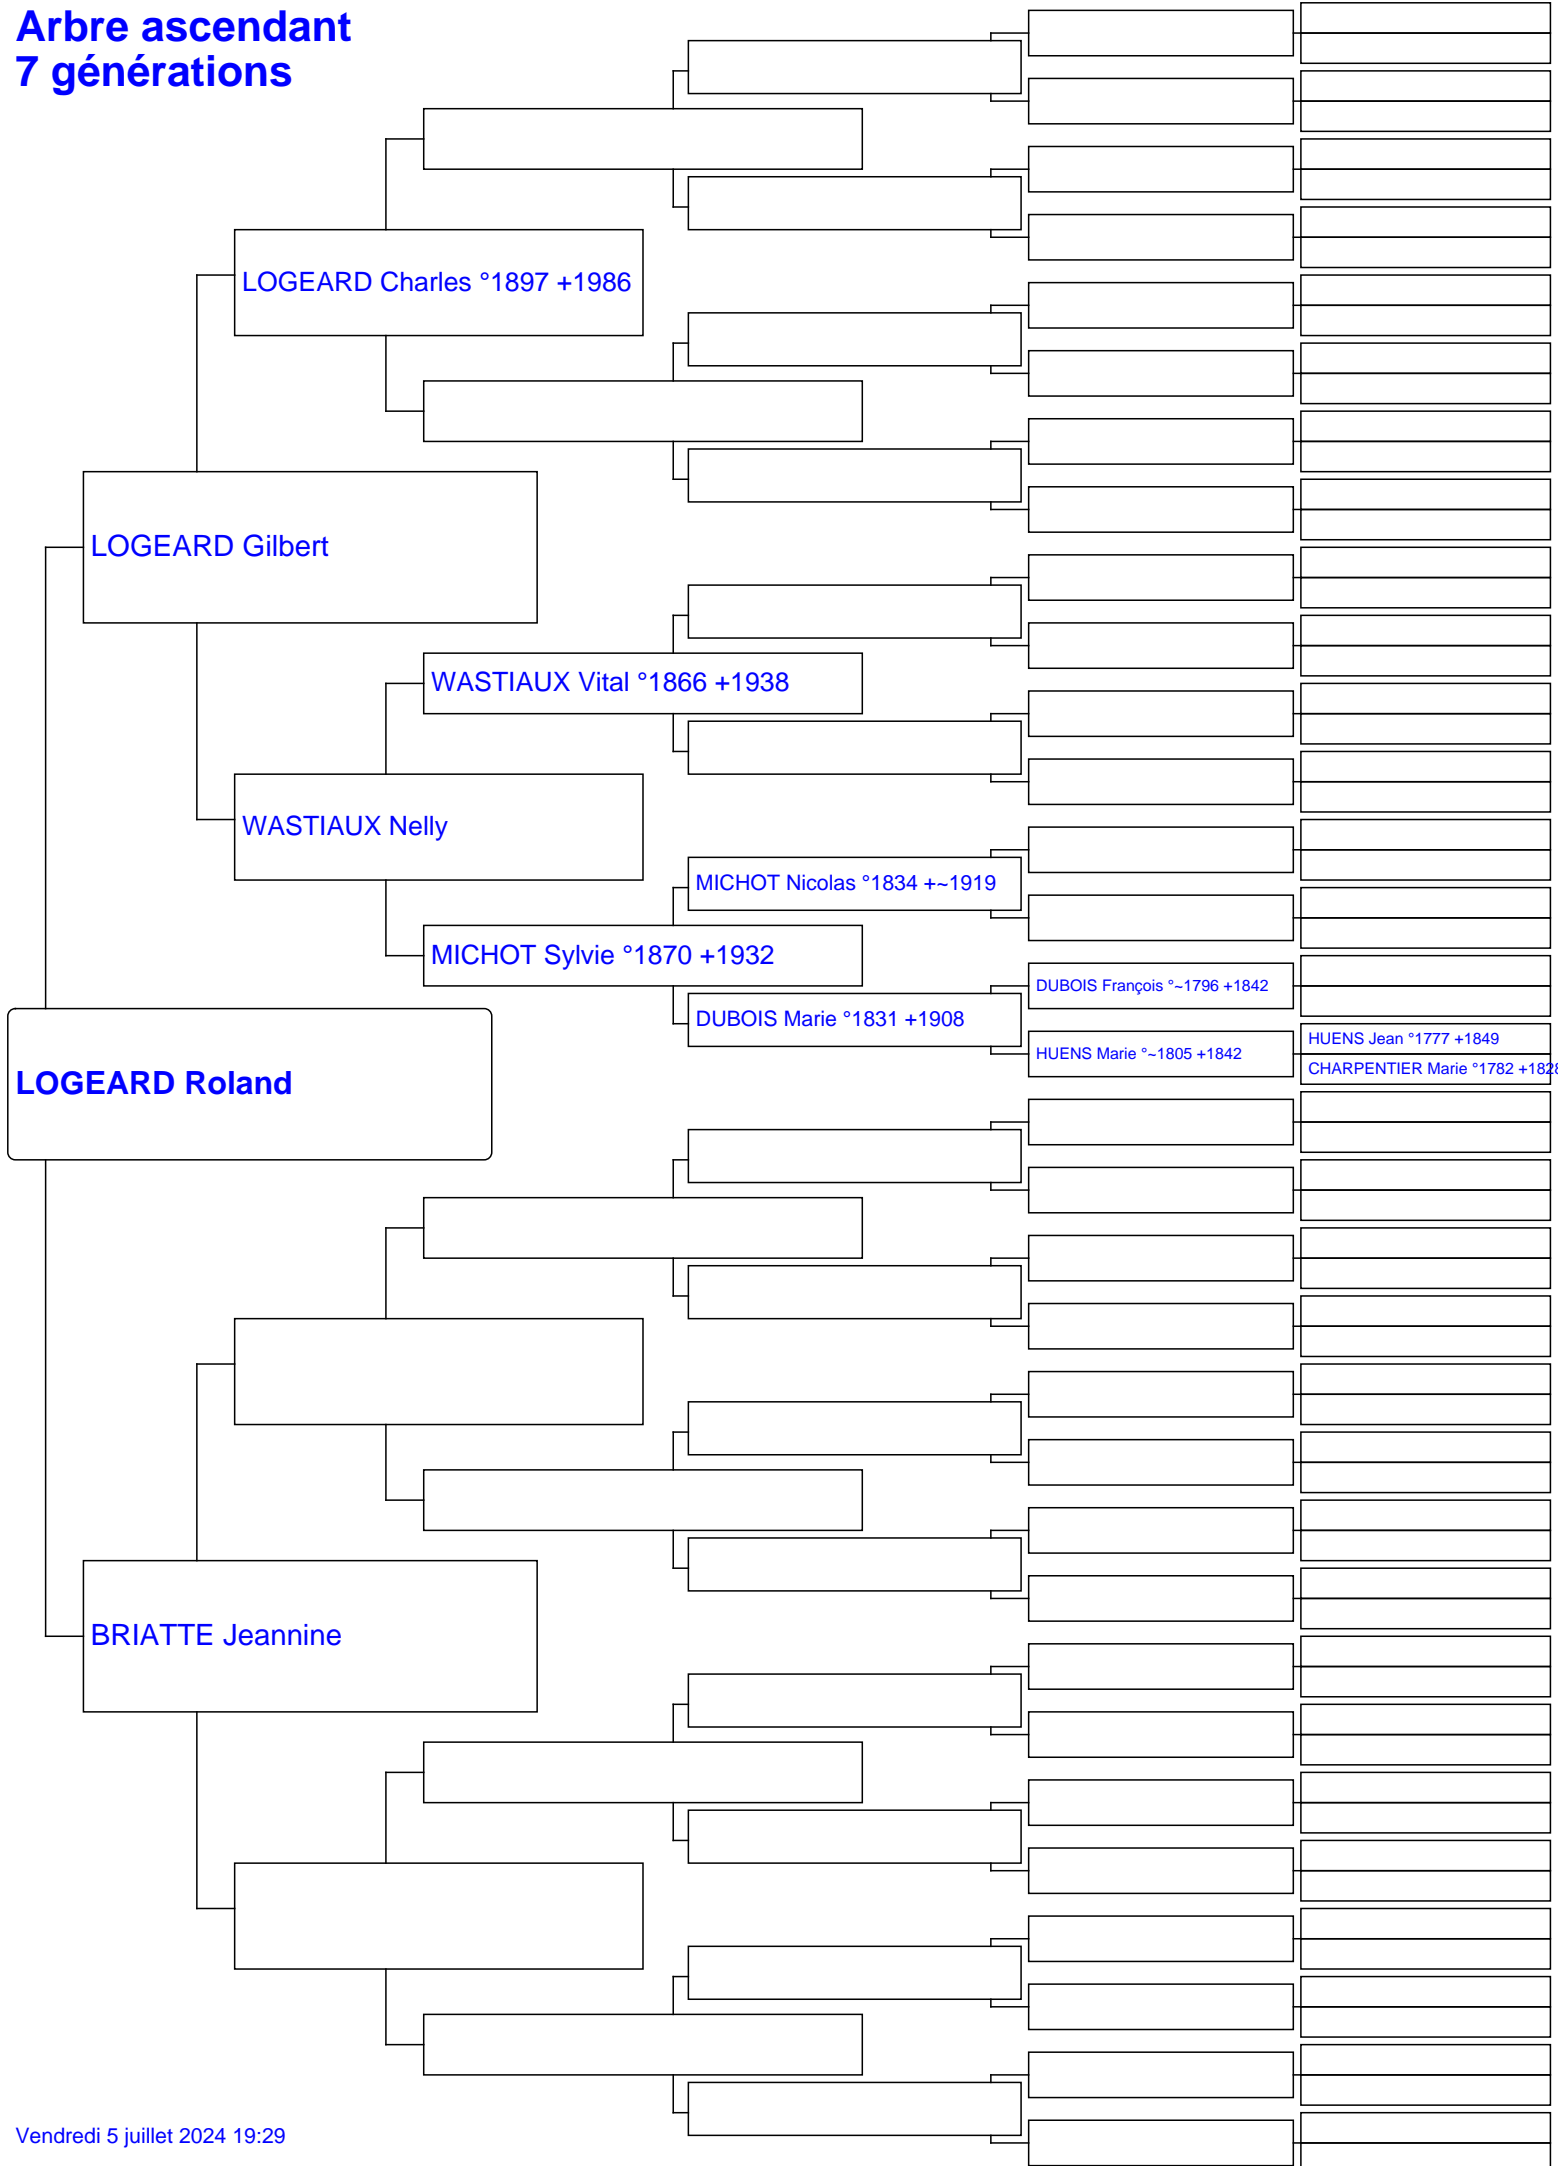 Arbre ascendant
7 générations
LOGEARD Charles °1897 +1986
LOGEARD Gilbert
WASTIAUX Vital °1866 +1938
WASTIAUX Nelly
MICHOT Nicolas °1834 +~1919
MICHOT Sylvie °1870 +1932
DUBOIS François °~1796 +1842
DUBOIS Marie °1831 +1908
HUENS Jean °1777 +1849
HUENS Marie °~1805 +1842
CHARPENTIER Marie °1782 +1828
LOGEARD Roland
BRIATTE Jeannine
Vendredi 5 juillet 2024 19:29